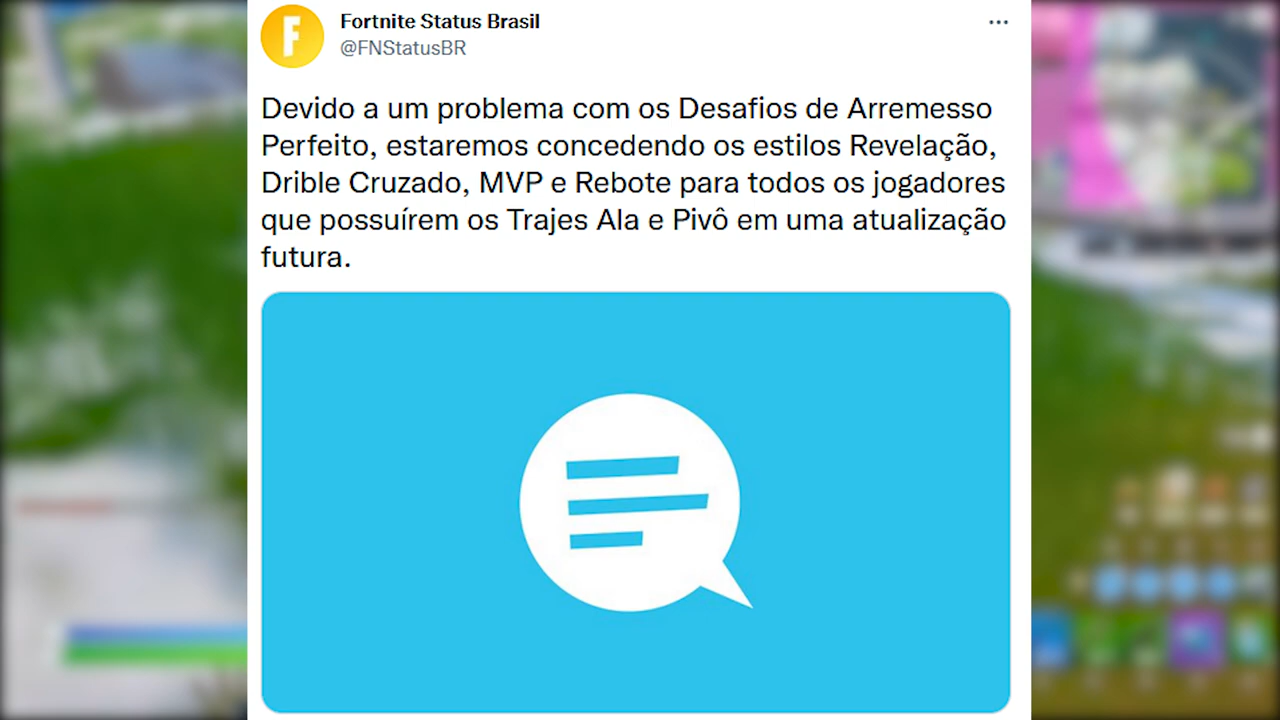 Fortnite Status Brasil
@FNStatusBR
Devido a um problema com os Desafios de Arremesso
Perfeito, estaremos concedendo os estilos Revelação,
Drible Cruzado, MVP e Rebote para todos os jogadores
que possuírem os Trajes Ala e Pivô em uma atualização
futura.